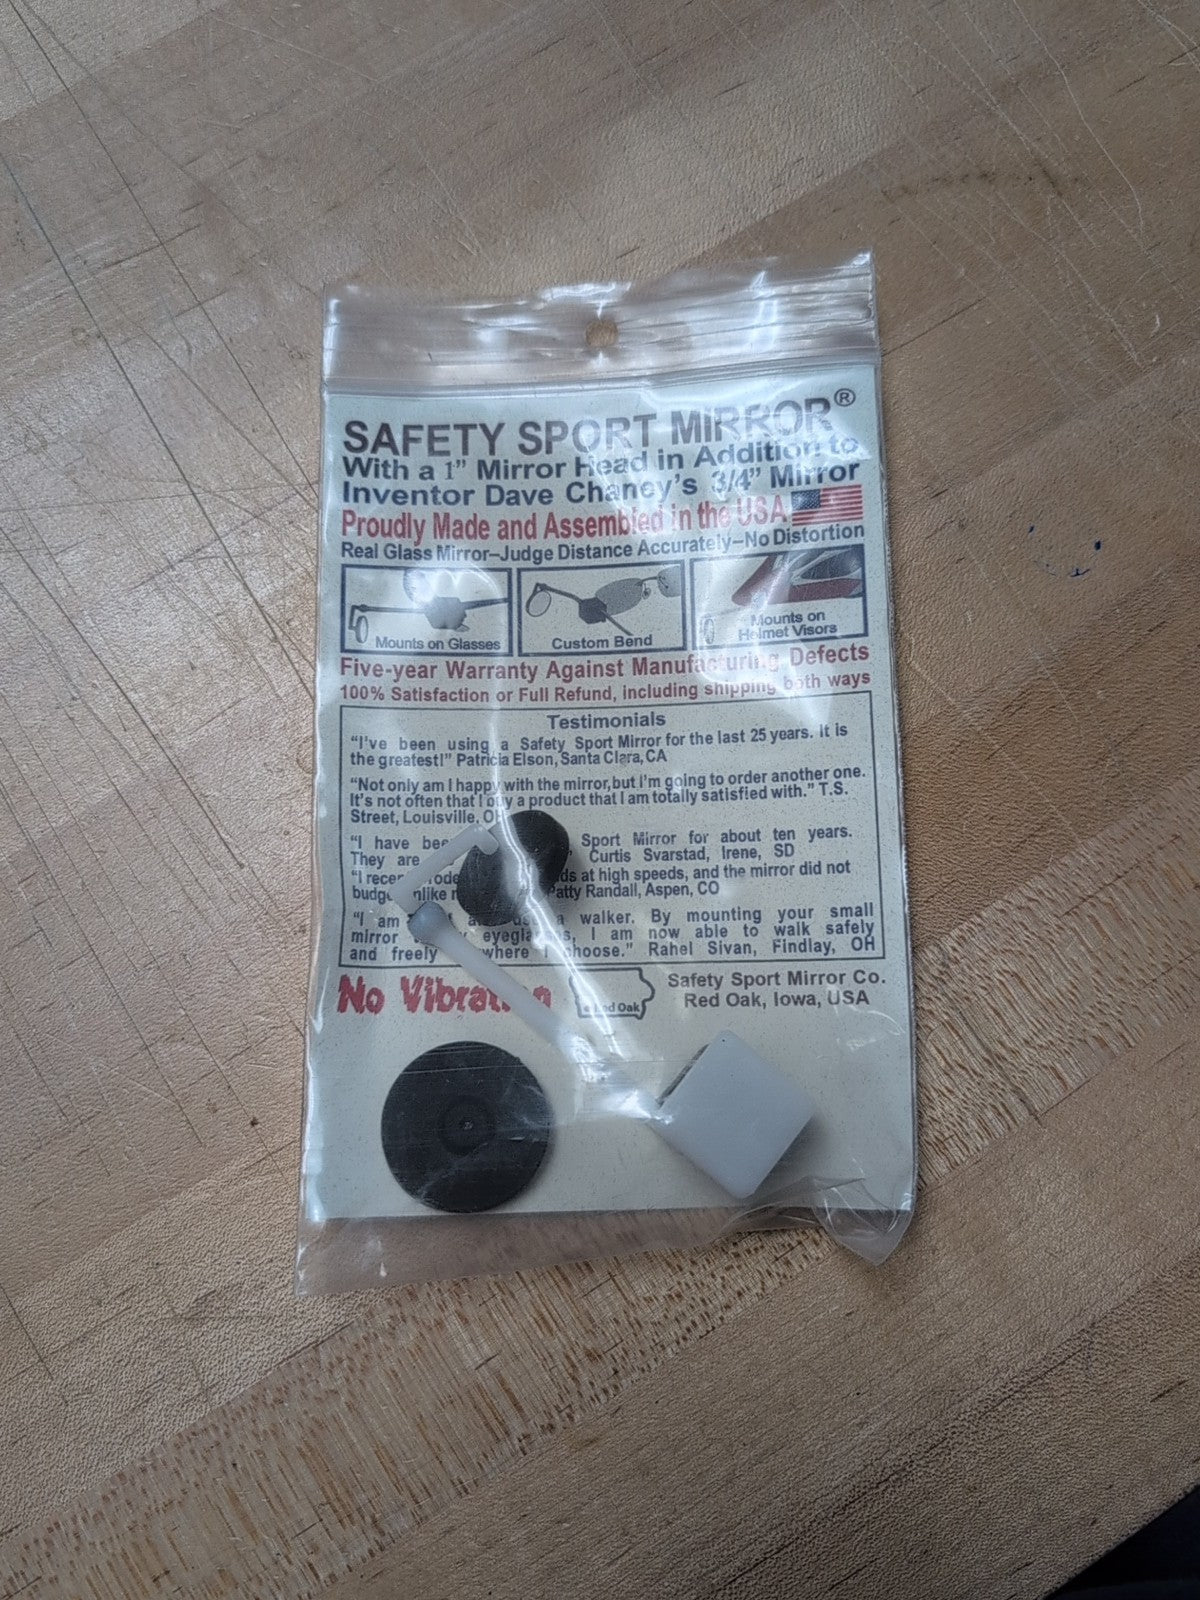 SAFETY SPORT MIRROR®
With a 1” Mirror Head in Addition to
Inventor Dave Chaney’s 3/4” Mirror
Proudly Made and Assembled in the USA
Real Glass Mirror–Judge Distance Accurately–No Distortion
Mounts on Glasses
Custom Bend
Mounts on
Helmet Visors
Five-year Warranty Against Manufacturing Defects
100% Satisfaction or Full Refund, including shipping both ways
Testimonials
“I’ve been using a Safety Sport Mirror for the last 25 years. It is
the greatest!” Patricia Elson, Santa Clara, CA
“Not only am I happy with the mirror, but I’m going to order another one.
It’s not often that I buy a product that I am totally satisfied with.” T.S.
Street, Louisville, OH
“I have Sport Mirror for about ten years.
They are Curtis Svarstad, Irene, SD
“I at high speeds, and the mirror did not
budge Patty Randall, Aspen, CO
“I am a walker. By mounting your small
mirror eyeglasses, I am now able to walk safely
and freely where I choose.” Rahel Sivan, Findlay, OH
No Vibration
Red Oak
Safety Sport Mirror Co.
Red Oak, Iowa, USA